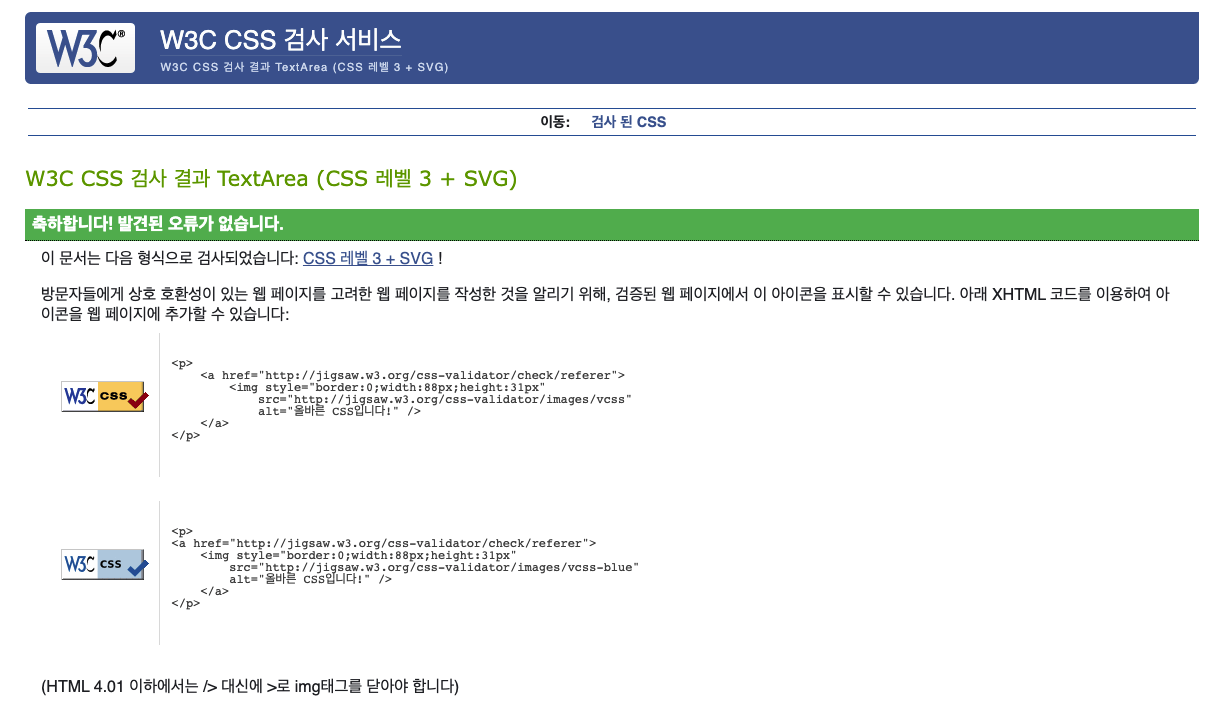 W3C®
W3C CSS 검사 서비스
W3C CSS 검사 결과 TextArea (CSS 레벨 3 + SVG)
이동: 검사 된 CSS
W3C CSS 검사 결과 TextArea (CSS 레벨 3 + SVG)
축하합니다! 발견된 오류가 없습니다.
이 문서는 다음 형식으로 검사되었습니다: CSS 레벨 3 + SVG !
방문자들에게 상호 호환성이 있는 웹 페이지를 고려한 웹 페이지를 작성한 것을 알리기 위해, 검증된 웹 페이지에서 이 아이콘을 표시할 수 있습니다. 아래 XHTML 코드를 이용하여 아
이콘을 웹 페이지에 추가할 수 있습니다:
W3C CSS
<p>
<a href="http://jigsaw.w3.org/css-validator/check/referer">
<img style="border:0;width:88px;height:31px"
src="http://jigsaw.w3.org/css-validator/images/vcss"
alt="올바른 CSS입니다!" />
</a>
</p>
W3C CSS
<p>
<a href="http://jigsaw.w3.org/css-validator/check/referer">
<img style="border:0;width:88px;height:31px"
src="http://jigsaw.w3.org/css-validator/images/vcss-blue"
alt="올바른 CSS입니다!" />
</a>
</p>
(HTML 4.01 이하에서는 /> 대신에 >로 img태그를 닫아야 합니다)